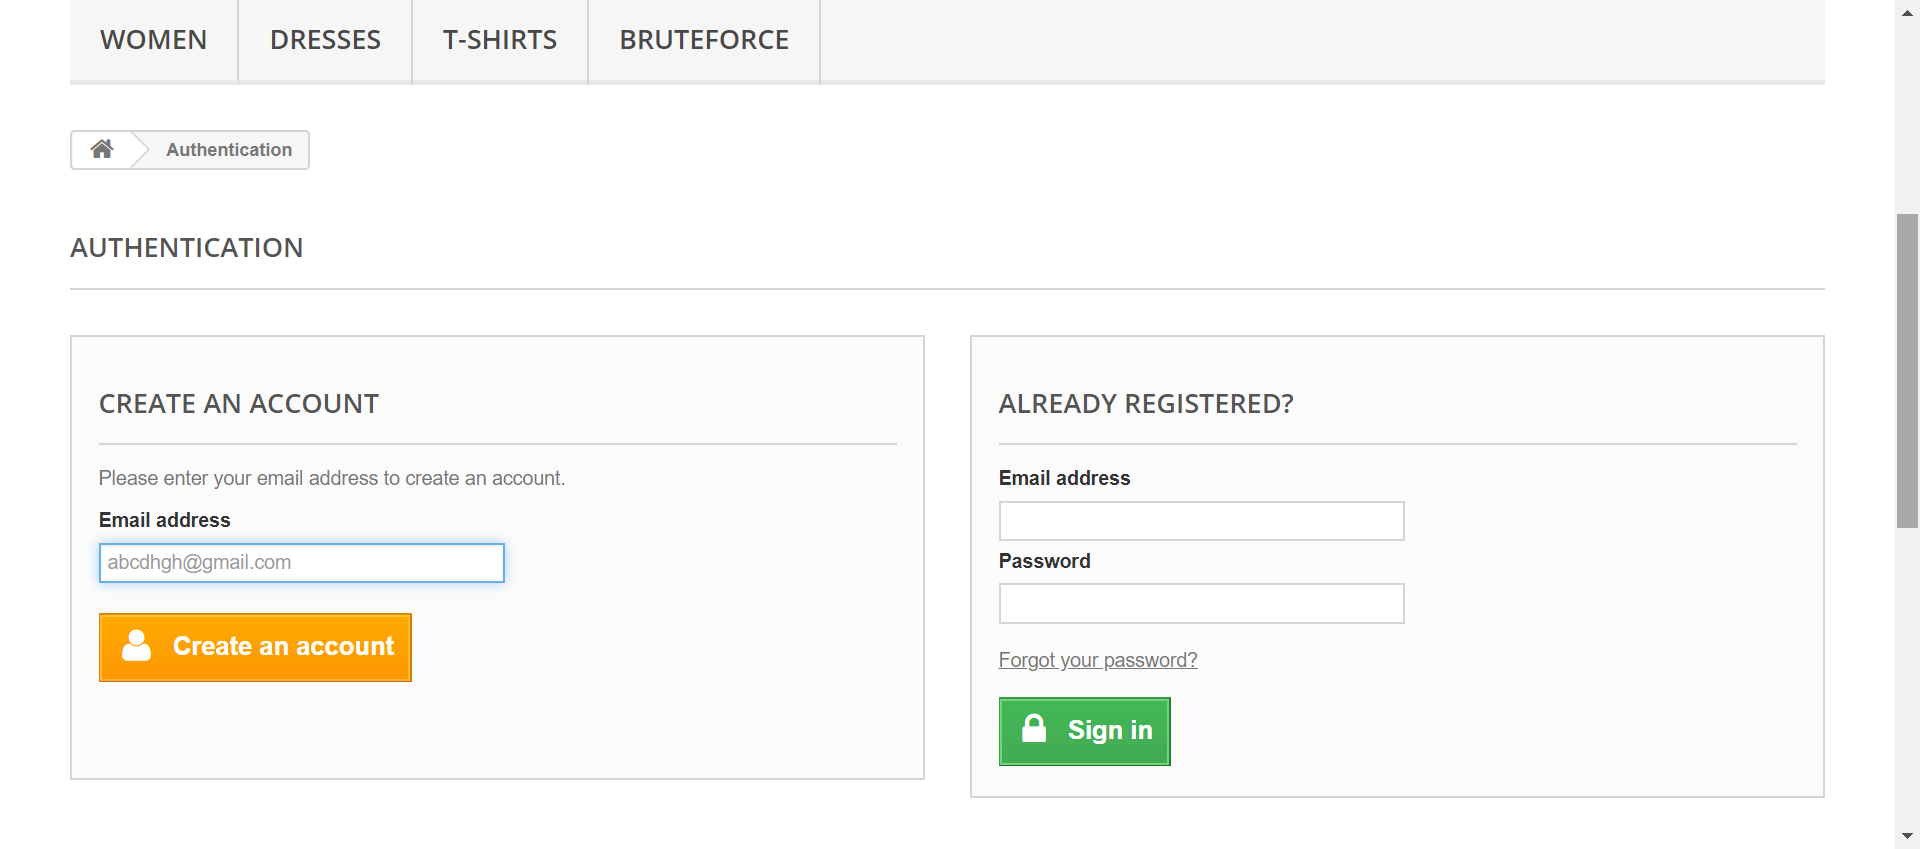 WOMEN DRESSES T-SHIRTS BRUTEFORCE
Authentication
AUTHENTICATION
CREATE AN ACCOUNT
Please enter your email address to create an account.
Email address
abcdhgh@gmail.com
Create an account
ALREADY REGISTERED?
Email address
Password
Forgot your password?
Sign in